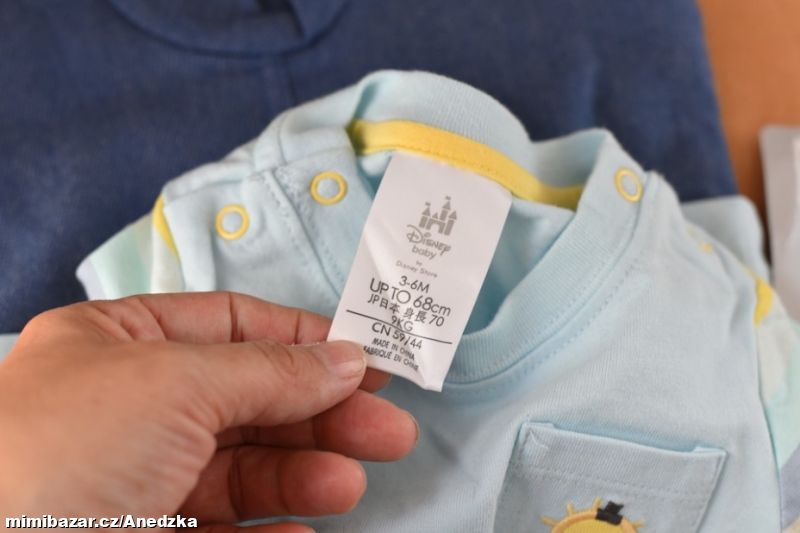 Disney
baby
by
Disney Store
3-6M
UP TO 68cm
JP日本 身長 70
9KG
CN 59/44
MADE IN CHINA
FABRIQUÉ EN CHINE
mimibazar.cz/Anedzka